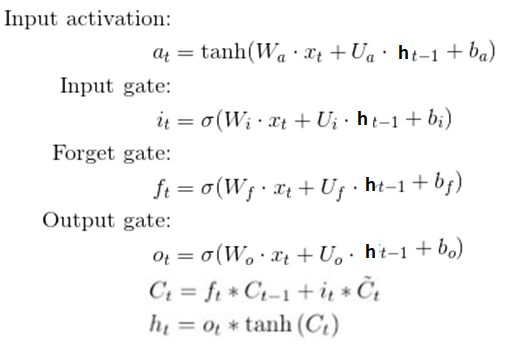 Input activation:
a_t = tanh(W_a · x_t + U_a · h_{t−1} + b_a)
Input gate:
i_t = σ(W_i · x_t + U_i · h_{t−1} + b_i)
Forget gate:
f_t = σ(W_f · x_t + U_f · h_{t−1} + b_f)
Output gate:
o_t = σ(W_o · x_t + U_o · h_{t−1} + b_o)
C_t = f_t * C_{t−1} + i_t * C̃_t
h_t = o_t * tanh (C_t)